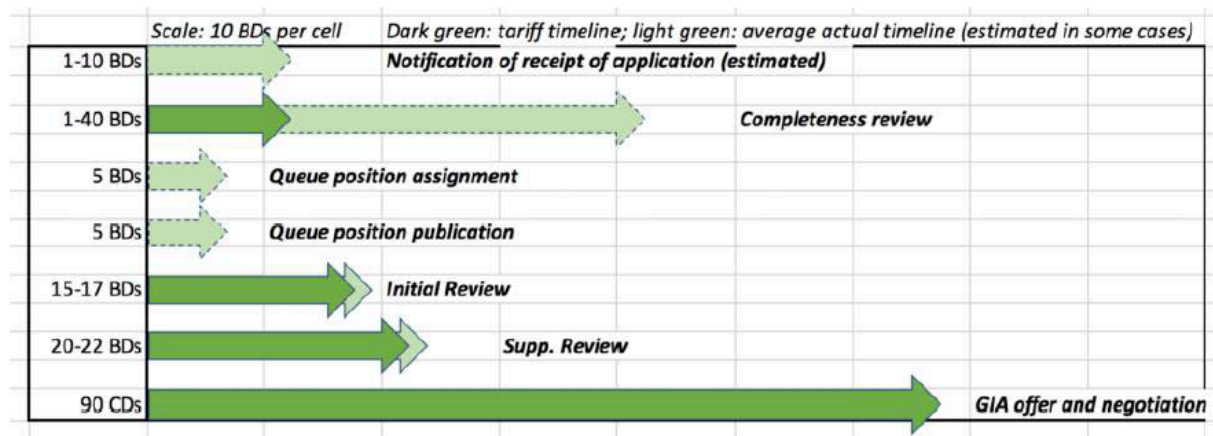 Scale: 10 BDs per cell Dark green: tariff timeline; light green: average actual timeline (estimated in some cases)
1-10 BDs Notification of receipt of application (estimated)
1-40 BDs Completeness review
5 BDs Queue position assignment
5 BDs Queue position publication
15-17 BDs Initial Review
20-22 BDs Supp. Review
90 CDs GIA offer and negotiation